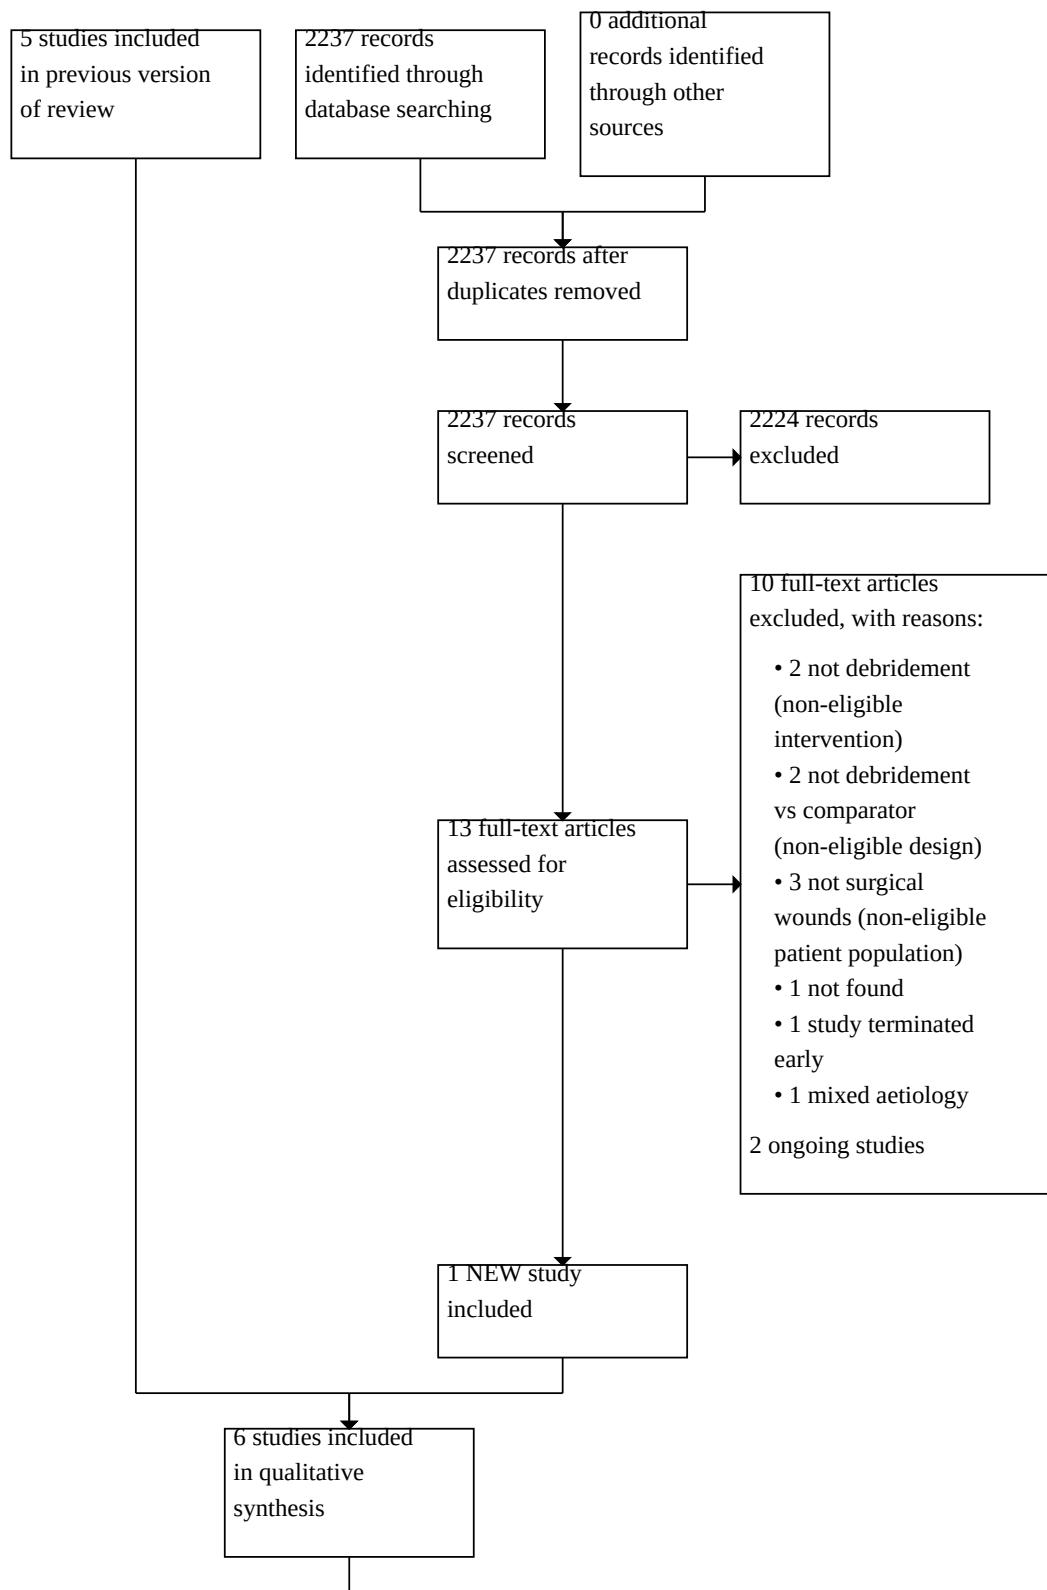 5 studies included
in previous version
of review
2237 records
identified through
database searching
0 additional
records identified
through other
sources
2237 records after
duplicates removed
2237 records
screened
2224 records
excluded
10 full-text articles
excluded, with reasons:
• 2 not debridement
(non-eligible
intervention)
• 2 not debridement
vs comparator
(non-eligible design)
• 3 not surgical
wounds (non-eligible
patient population)
• 1 not found
• 1 study terminated
early
• 1 mixed aetiology
2 ongoing studies
13 full-text articles
assessed for
eligibility
1 NEW study
included
6 studies included
in qualitative
synthesis